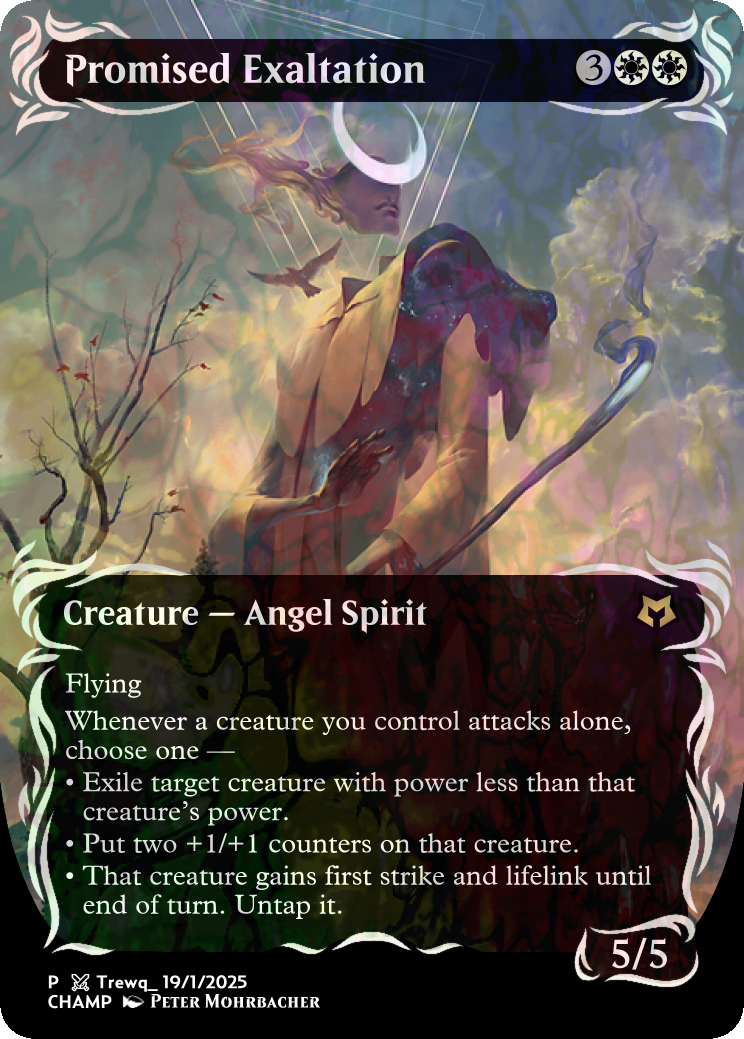 Promised Exaltation 3
Creature — Angel Spirit
Flying
Whenever a creature you control attacks alone,
choose one —
• Exile target creature with power less than that
creature's power.
• Put two +1/+1 counters on that creature.
• That creature gains first strike and lifelink until
end of turn. Untap it.
5/5
P Trewq_ 19/1/2025
CHAMP Peter Mohrbacher